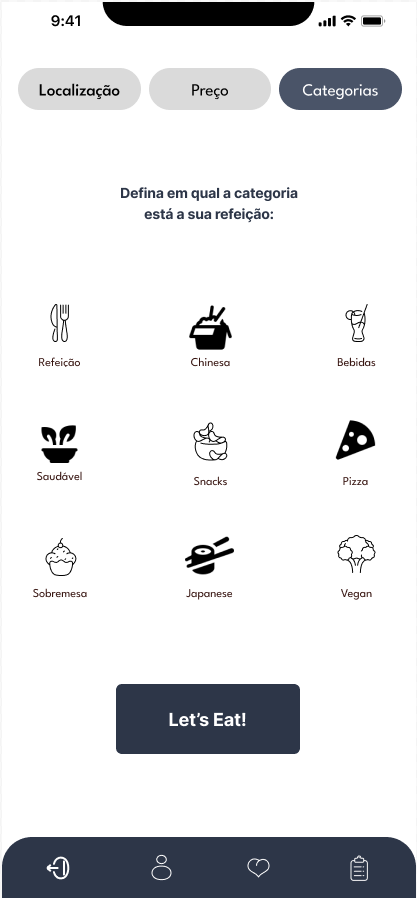 9:41
Localização
Preço
Categorias
Defina em qual a categoria
está a sua refeição:
Refeição
Chinesa
Bebidas
Saudável
Snacks
Pizza
Sobremesa
Japanese
Vegan
Let’s Eat!